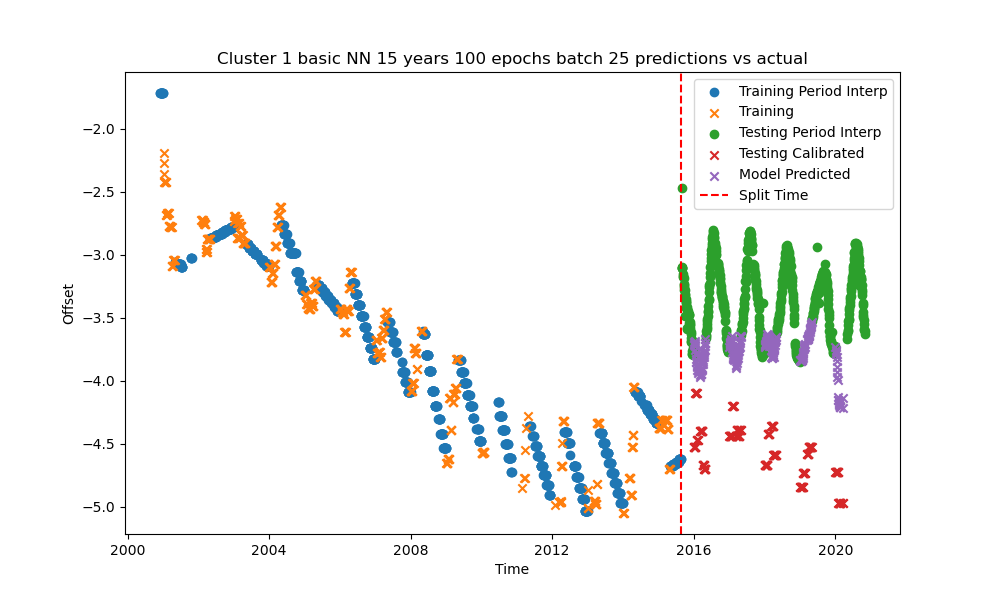 Cluster 1 basic NN 15 years 100 epochs batch 25 predictions vs actual
Training Period Interp
Training
Testing Period Interp
Testing Calibrated
Model Predicted
Split Time
Offset
−2.0
−2.5
−3.0
−3.5
−4.0
−4.5
−5.0
2000
2004
2008
2012
2016
2020
Time